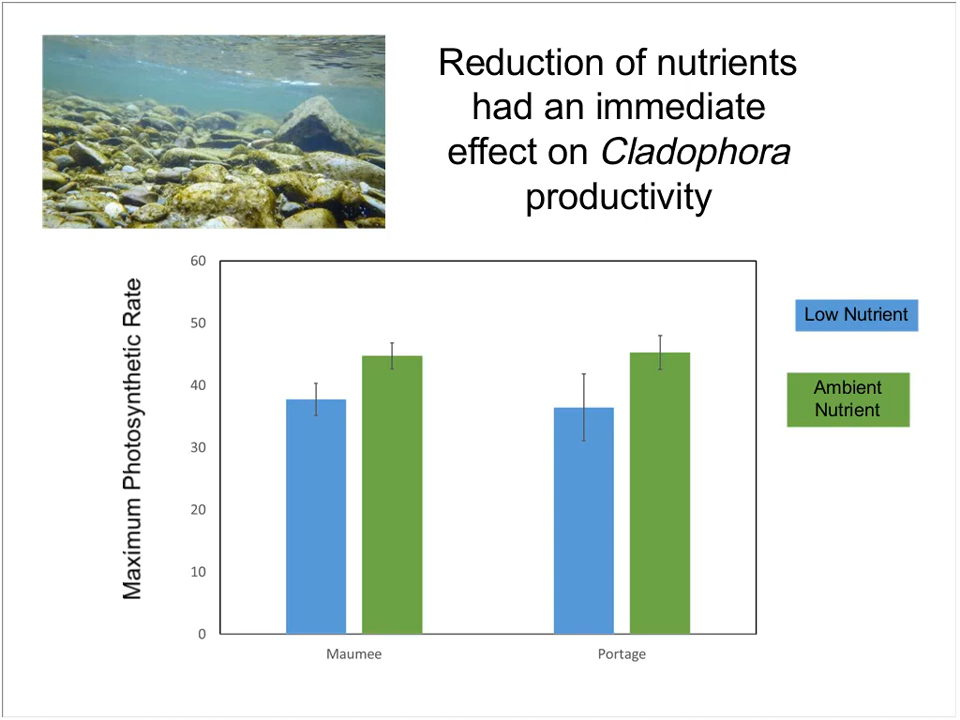 Reduction of nutrients
had an immediate
effect on Cladophora
productivity
Maximum Photosynthetic Rate
60
50
40
30
20
10
0
Maumee
Portage
Low Nutrient
Ambient
Nutrient